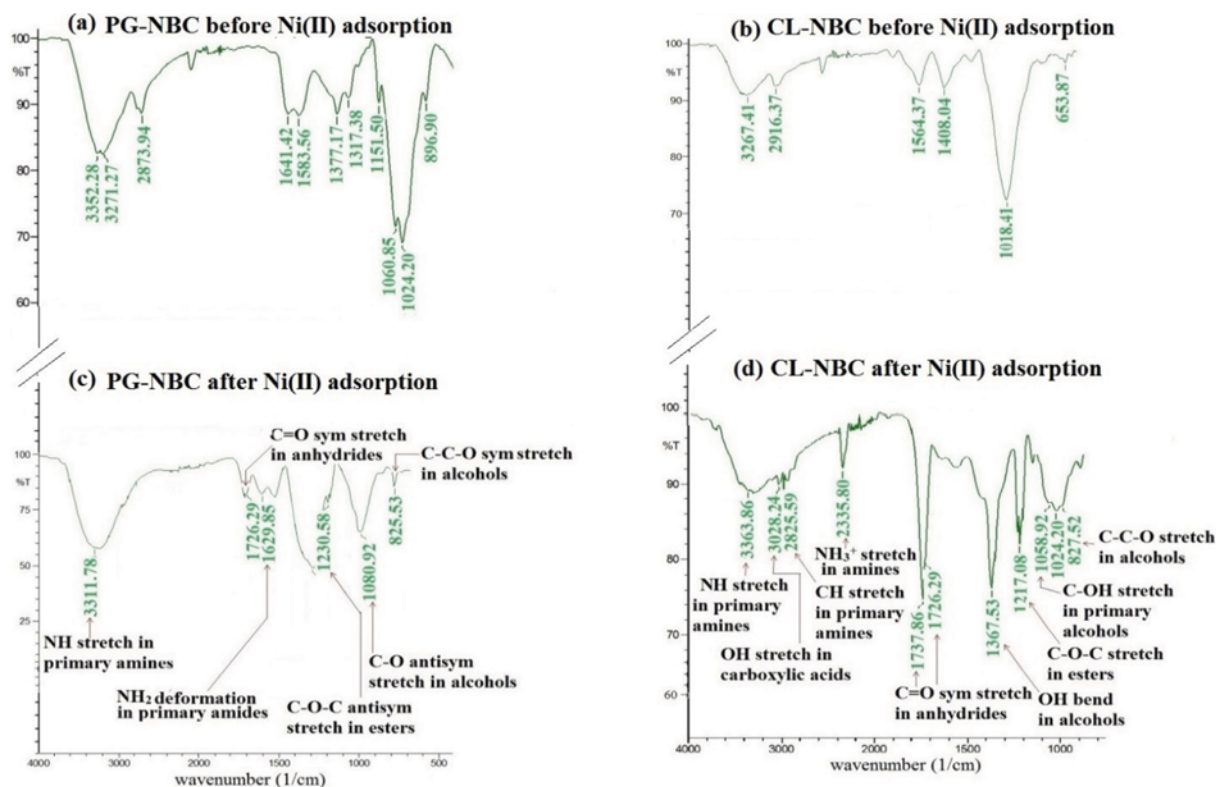 (a) PG-NBC before Ni(II) adsorption
100
%T
90
80
70
60
3352.28
3271.27
2873.94
1641.42
1583.56
1377.17
1317.38
1151.50
1060.85
1024.20
896.90
(b) CL-NBC before Ni(II) adsorption
100
%T
90
80
70
3267.41
2916.37
1564.37
1408.04
1018.41
653.87
(c) PG-NBC after Ni(II) adsorption
100
%T
75
50
25
C=O sym stretch
in anhydrides
C-C-O sym stretch
in alcohols
3311.78
1726.29
1629.85
1230.58
1080.92
825.53
NH stretch in
primary amines
NH2 deformation
in primary amides
C-O antisym
stretch in alcohols
C-O-C antisym
stretch in esters
4000
3000
2000
1500
1000
500
wavenumber (1/cm)
(d) CL-NBC after Ni(II) adsorption
100
%T
90
80
70
60
3363.86
3028.24
2825.59
2335.80
1737.86
1726.29
1367.53
1217.08
1058.92
1024.20
827.52
NH stretch
in primary
amines
OH stretch in
carboxylic acids
NH3+ stretch
in amines
CH stretch
in primary
amines
C=O sym stretch
in anhydrides
C-C-O stretch
in alcohols
C-OH stretch
in primary
alcohols
C-O-C stretch
in esters
OH bend
in alcohols
4000
3000
2000
1500
1000
wavenumber (1/cm)